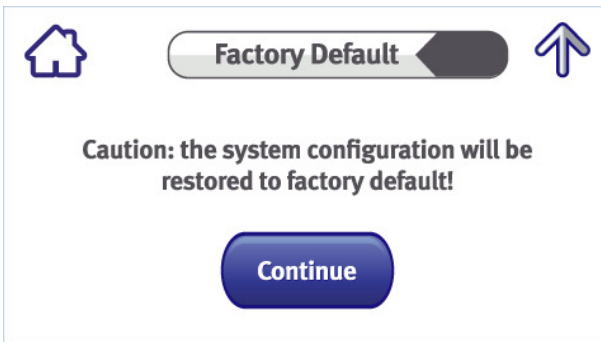 Factory Default
Caution: the system configuration will be
restored to factory default!
Continue